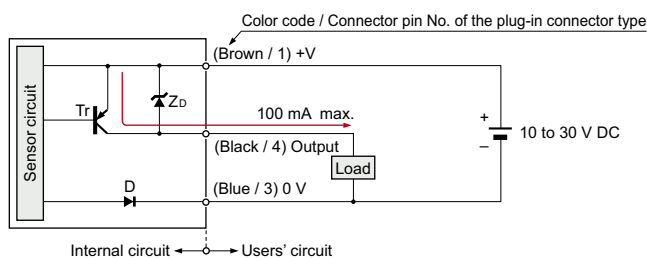 Color code / Connector pin No. of the plug-in connector type
(Brown / 1) +V
Sensor circuit
Tr
ZD
100 mA max.
+
10 to 30 V DC
–
(Black / 4) Output
Load
D
(Blue / 3) 0 V
Internal circuit
Users' circuit